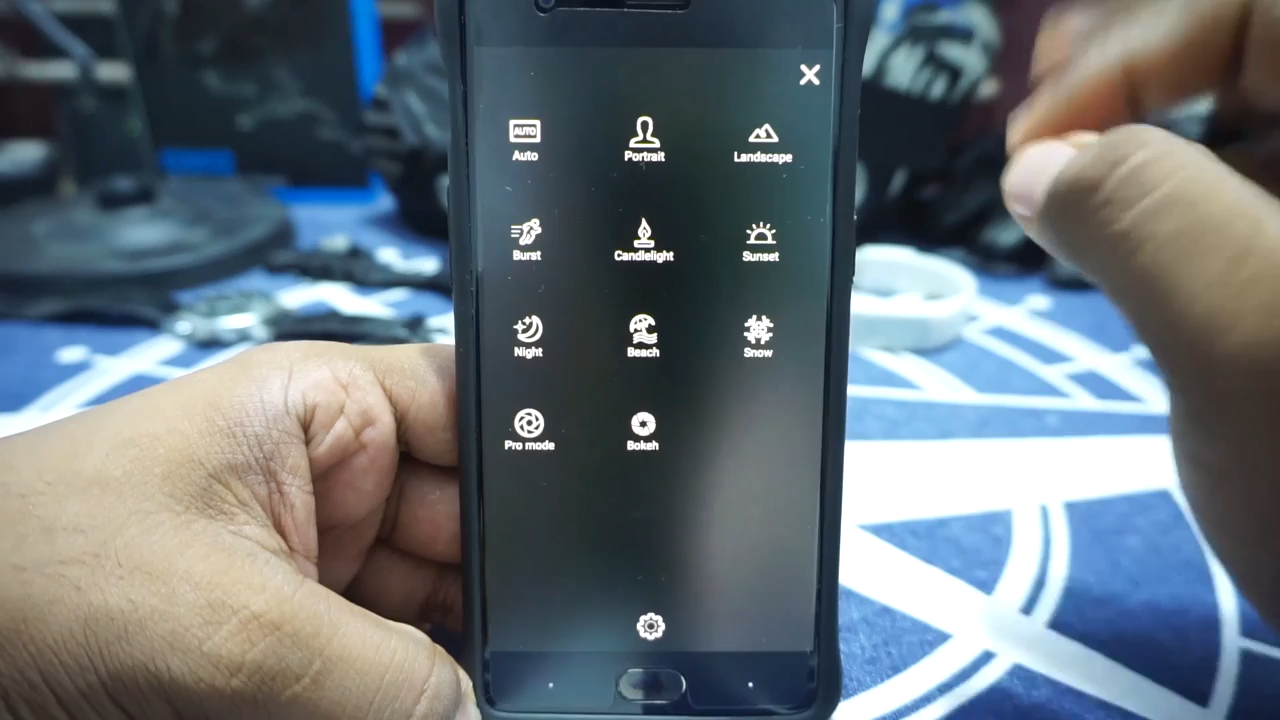 AUTO
Auto
Portrait
Landscape
Burst
Candlelight
Sunset
Night
Beach
Snow
Pro mode
Bokeh